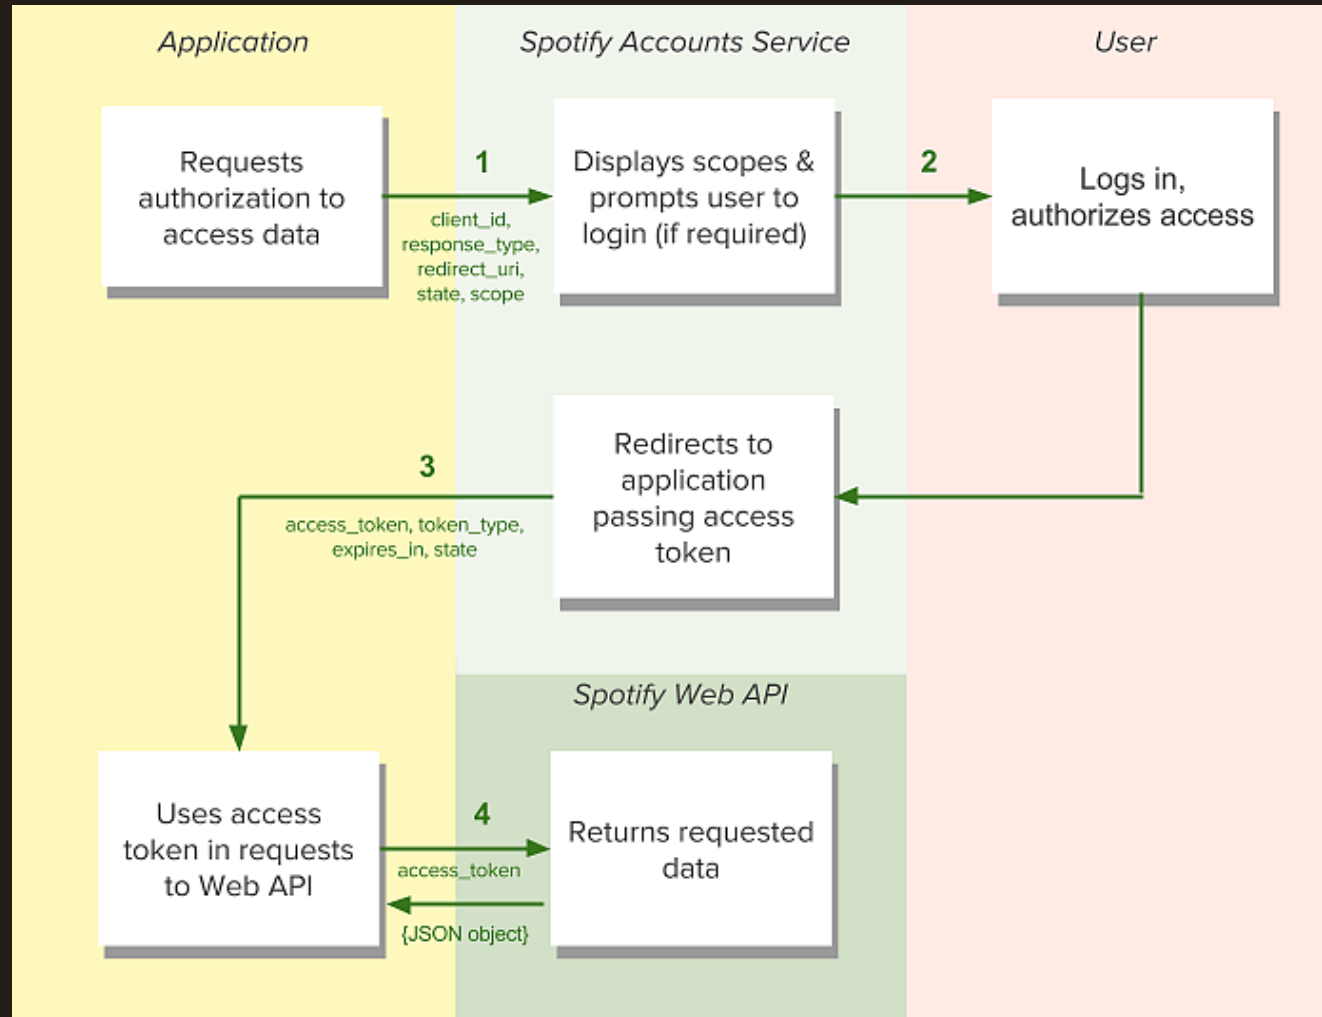 Application
Spotify Accounts Service
User
Requests
authorization to
access data
1
client_id,
response_type,
redirect_uri,
state, scope
Displays scopes &
prompts user to
login (if required)
2
Logs in,
authorizes access
Redirects to
application
passing access
token
3
access_token, token_type,
expires_in, state
Spotify Web API
Uses access
token in requests
to Web API
4
access_token
{JSON object}
Returns requested
data